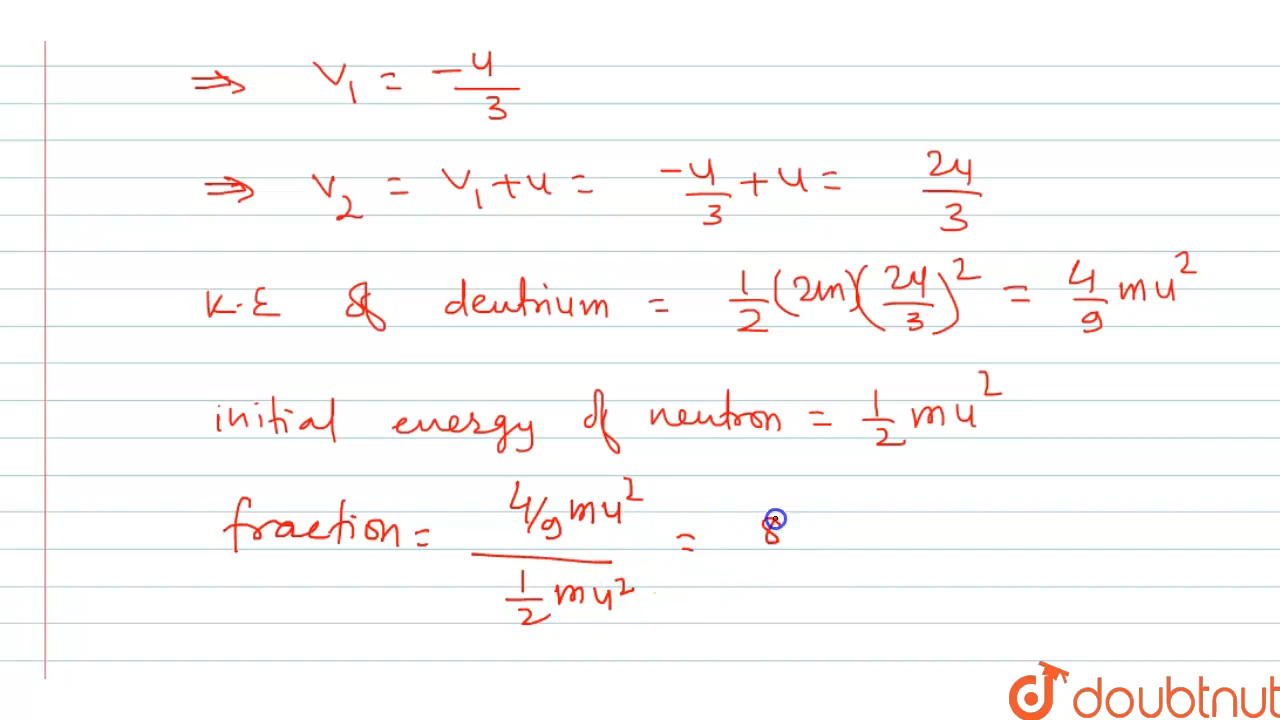 ⇒ V₁ = -u/3
⇒ V₂ = V₁ + u = -u/3 + u = 2u/3
K.E of deutrium = 1/2 (2m)(2u/3)² = 4/9 mu²
initial energy of neutron = 1/2 mu²
fraction = (4/9 mu²)/(1/2 mu²) = 8
doubtnut